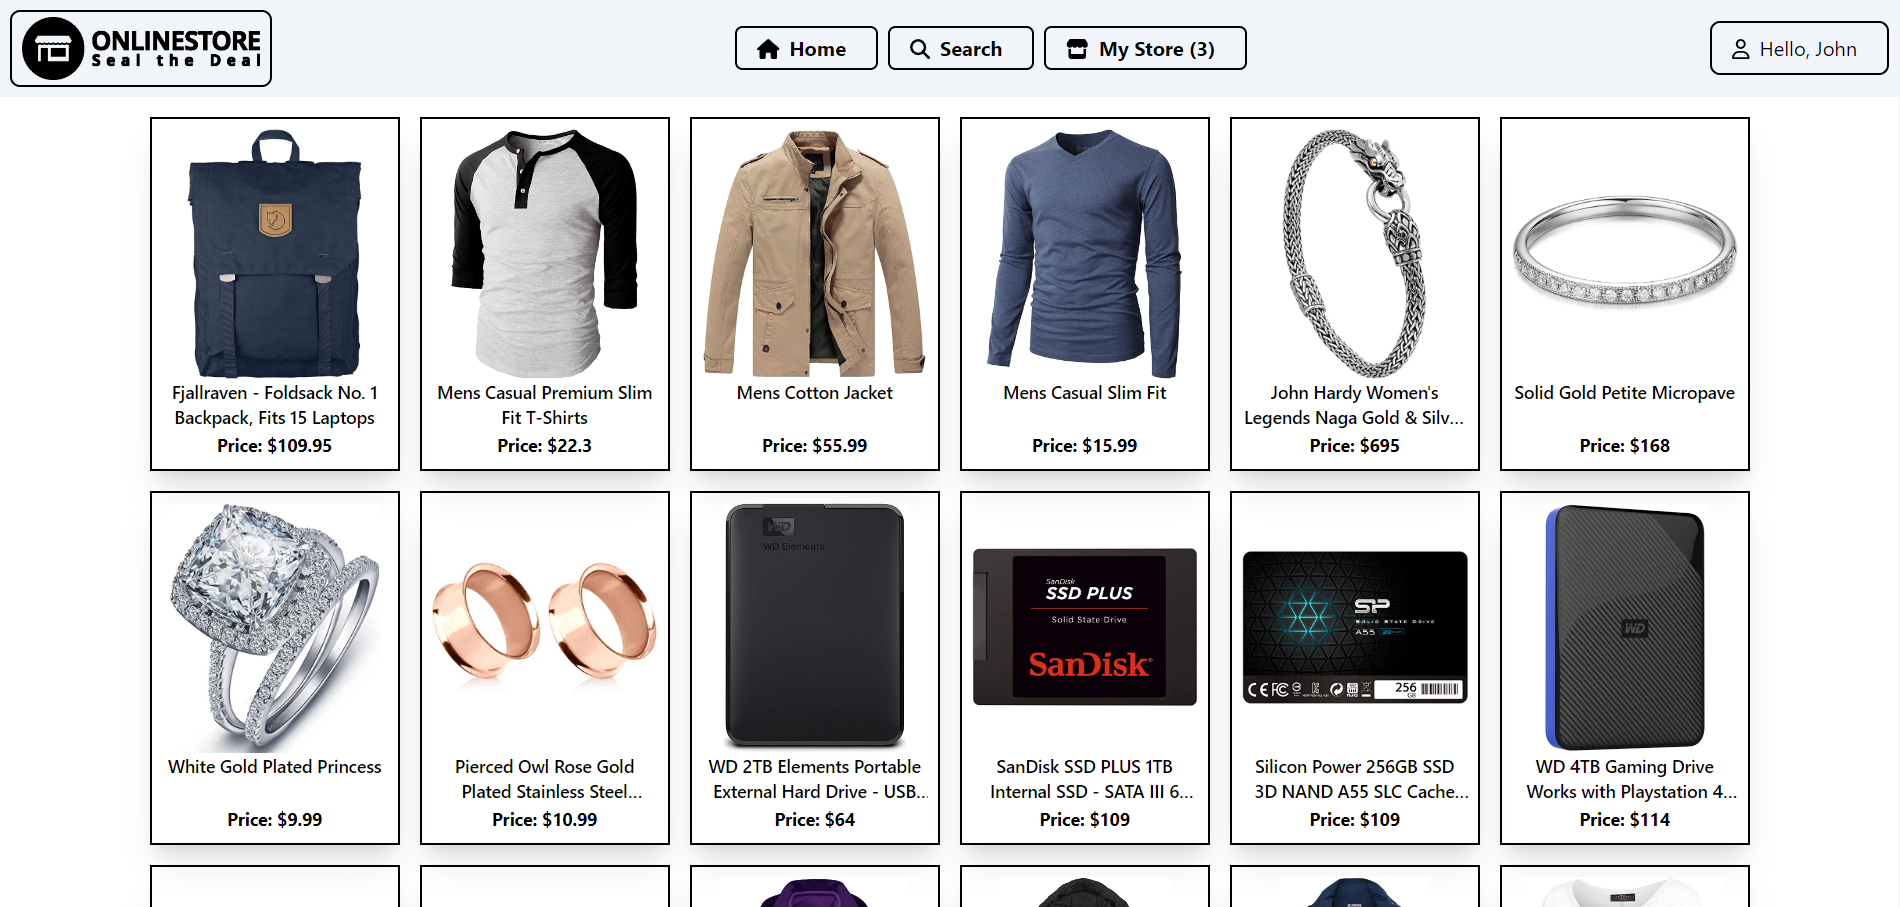 ONLINESTORE
Seal the Deal
Home
Search
My Store (3)
Hello, John
Fjallraven - Foldsack No. 1
Backpack, Fits 15 Laptops
Price: $109.95
Mens Casual Premium Slim
Fit T-Shirts
Price: $22.3
Mens Cotton Jacket
Price: $55.99
Mens Casual Slim Fit
Price: $15.99
John Hardy Women's
Legends Naga Gold & Silv...
Price: $695
Solid Gold Petite Micropave
Price: $168
White Gold Plated Princess
Price: $9.99
Pierced Owl Rose Gold
Plated Stainless Steel...
Price: $10.99
WD
WD Elements
WD 2TB Elements Portable
External Hard Drive - USB...
Price: $64
SanDisk
SSD PLUS
Solid State Drive
SanDisk
SanDisk SSD PLUS 1TB
Internal SSD - SATA III 6...
Price: $109
SP
SOLID STATE DRIVE
A55
256
GB
Silicon Power 256GB SSD
3D NAND A55 SLC Cache...
Price: $109
WD
WD 4TB Gaming Drive
Works with Playstation 4...
Price: $114